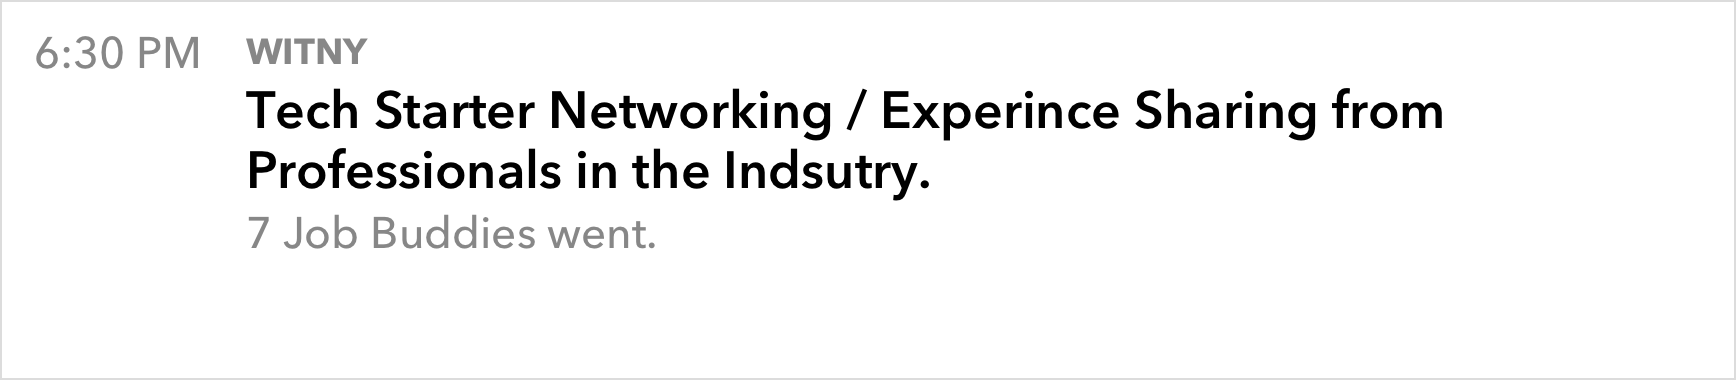 6:30 PM WITNY
Tech Starter Networking / Experince Sharing from
Professionals in the Indsutry.
7 Job Buddies went.